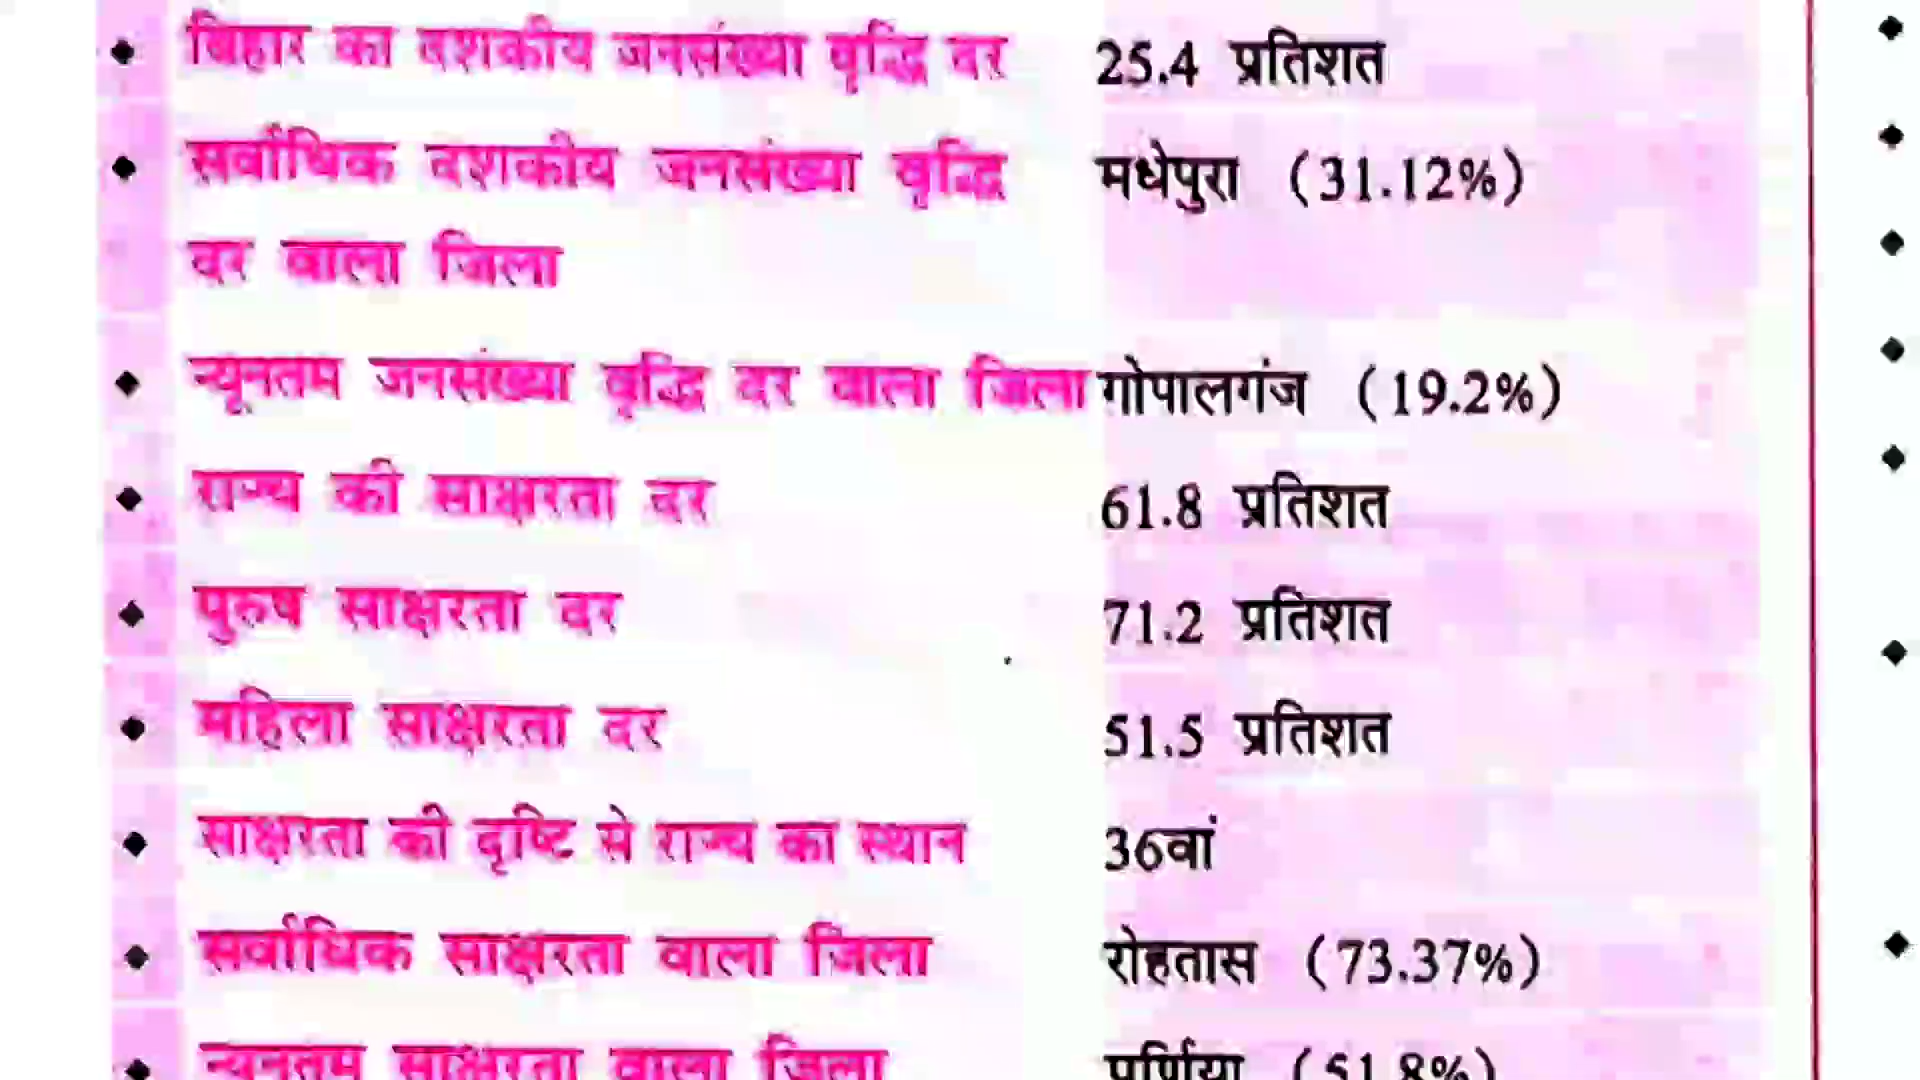 बिहार का दशकीय जनसंख्या वृद्धि दर 25.4 प्रतिशत
सर्वाधिक दशकीय जनसंख्या वृद्धि मधेपुरा (31.12%)
दर वाला जिला
न्यूनतम जनसंख्या वृद्धि दर वाला जिला गोपालगंज (19.2%)
राज्य की साक्षरता दर 61.8 प्रतिशत
पुरुष साक्षरता दर 71.2 प्रतिशत
महिला साक्षरता दर 51.5 प्रतिशत
साक्षरता की दृष्टि से राज्य का स्थान 36वां
सर्वाधिक साक्षरता वाला जिला रोहतास (73.37%)
न्यूनतम साक्षरता वाला जिला पूर्णिया (51.8%)